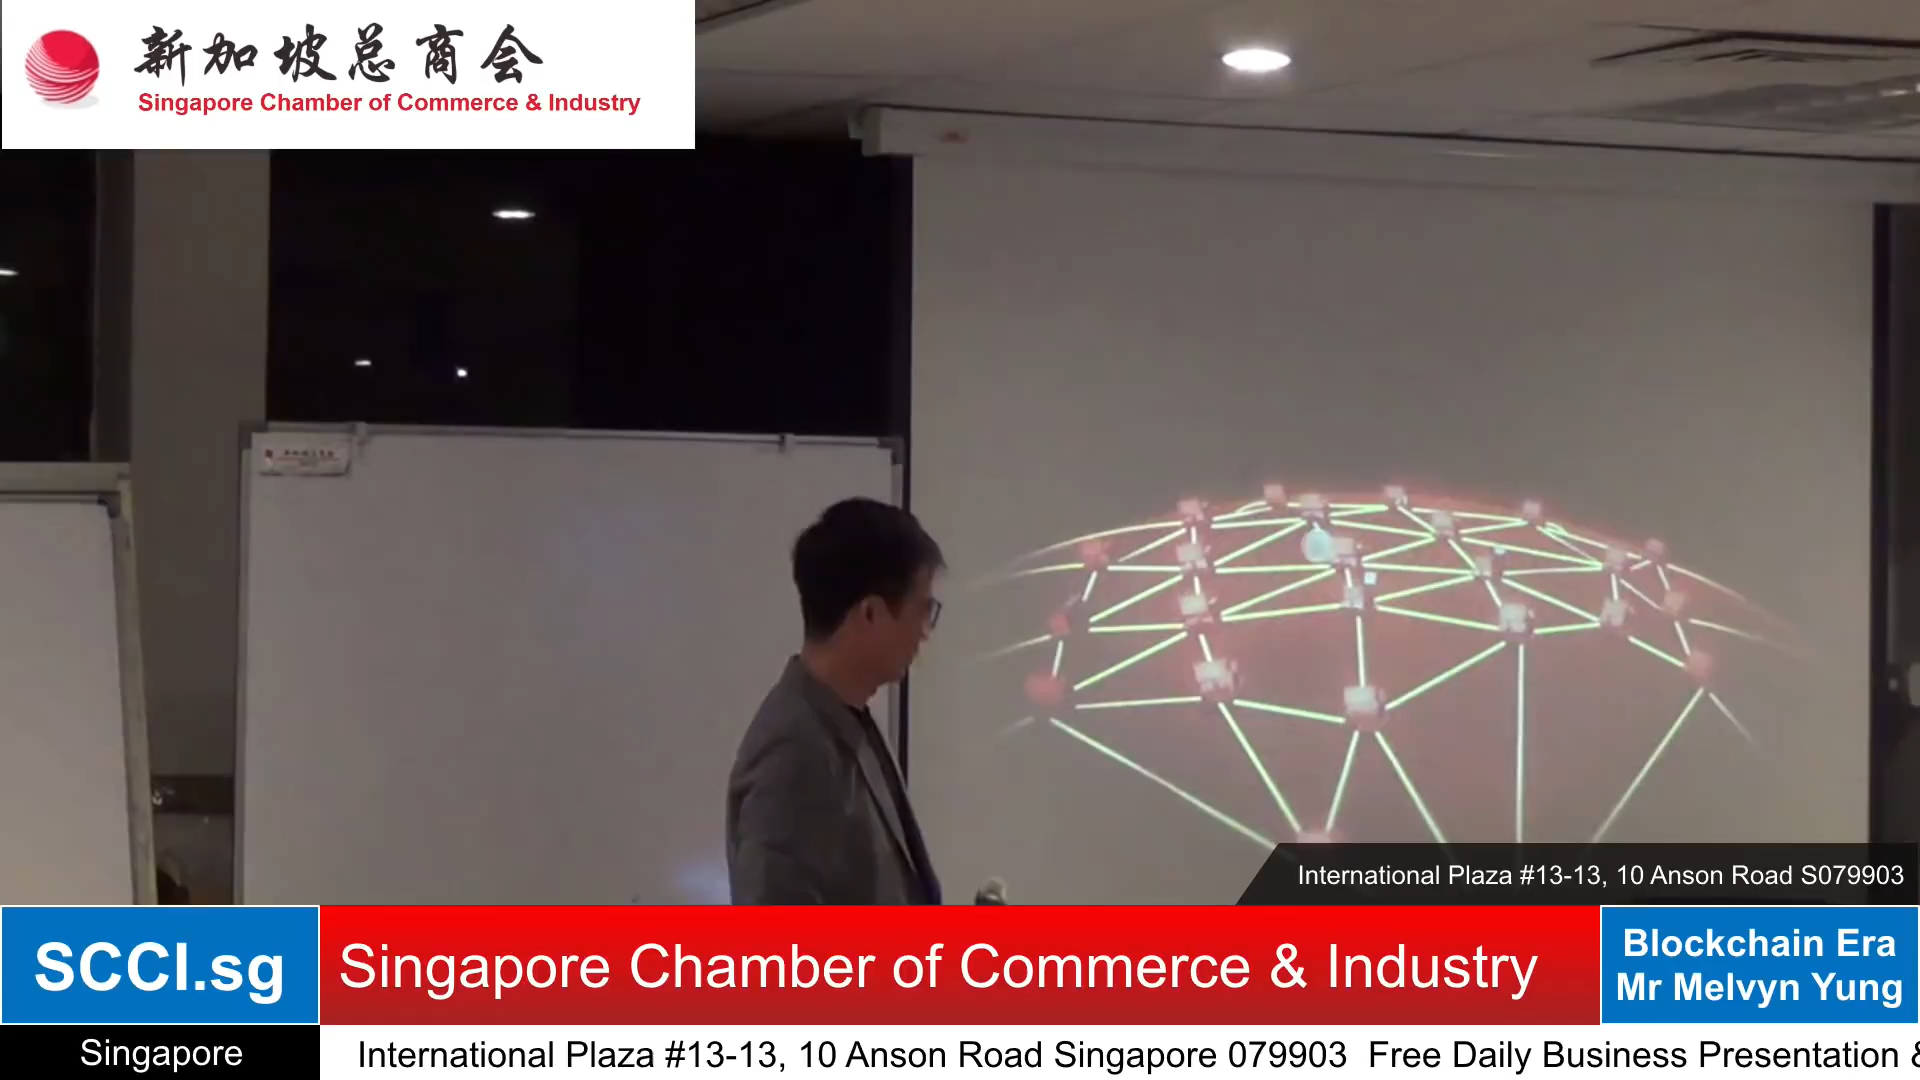 新加坡总商会
Singapore Chamber of Commerce & Industry
International Plaza #13-13, 10 Anson Road S079903
SCCI.sg
Singapore Chamber of Commerce & Industry
Blockchain Era
Mr Melvyn Yung
Singapore
International Plaza #13-13, 10 Anson Road Singapore 079903 Free Daily Business Presentation &